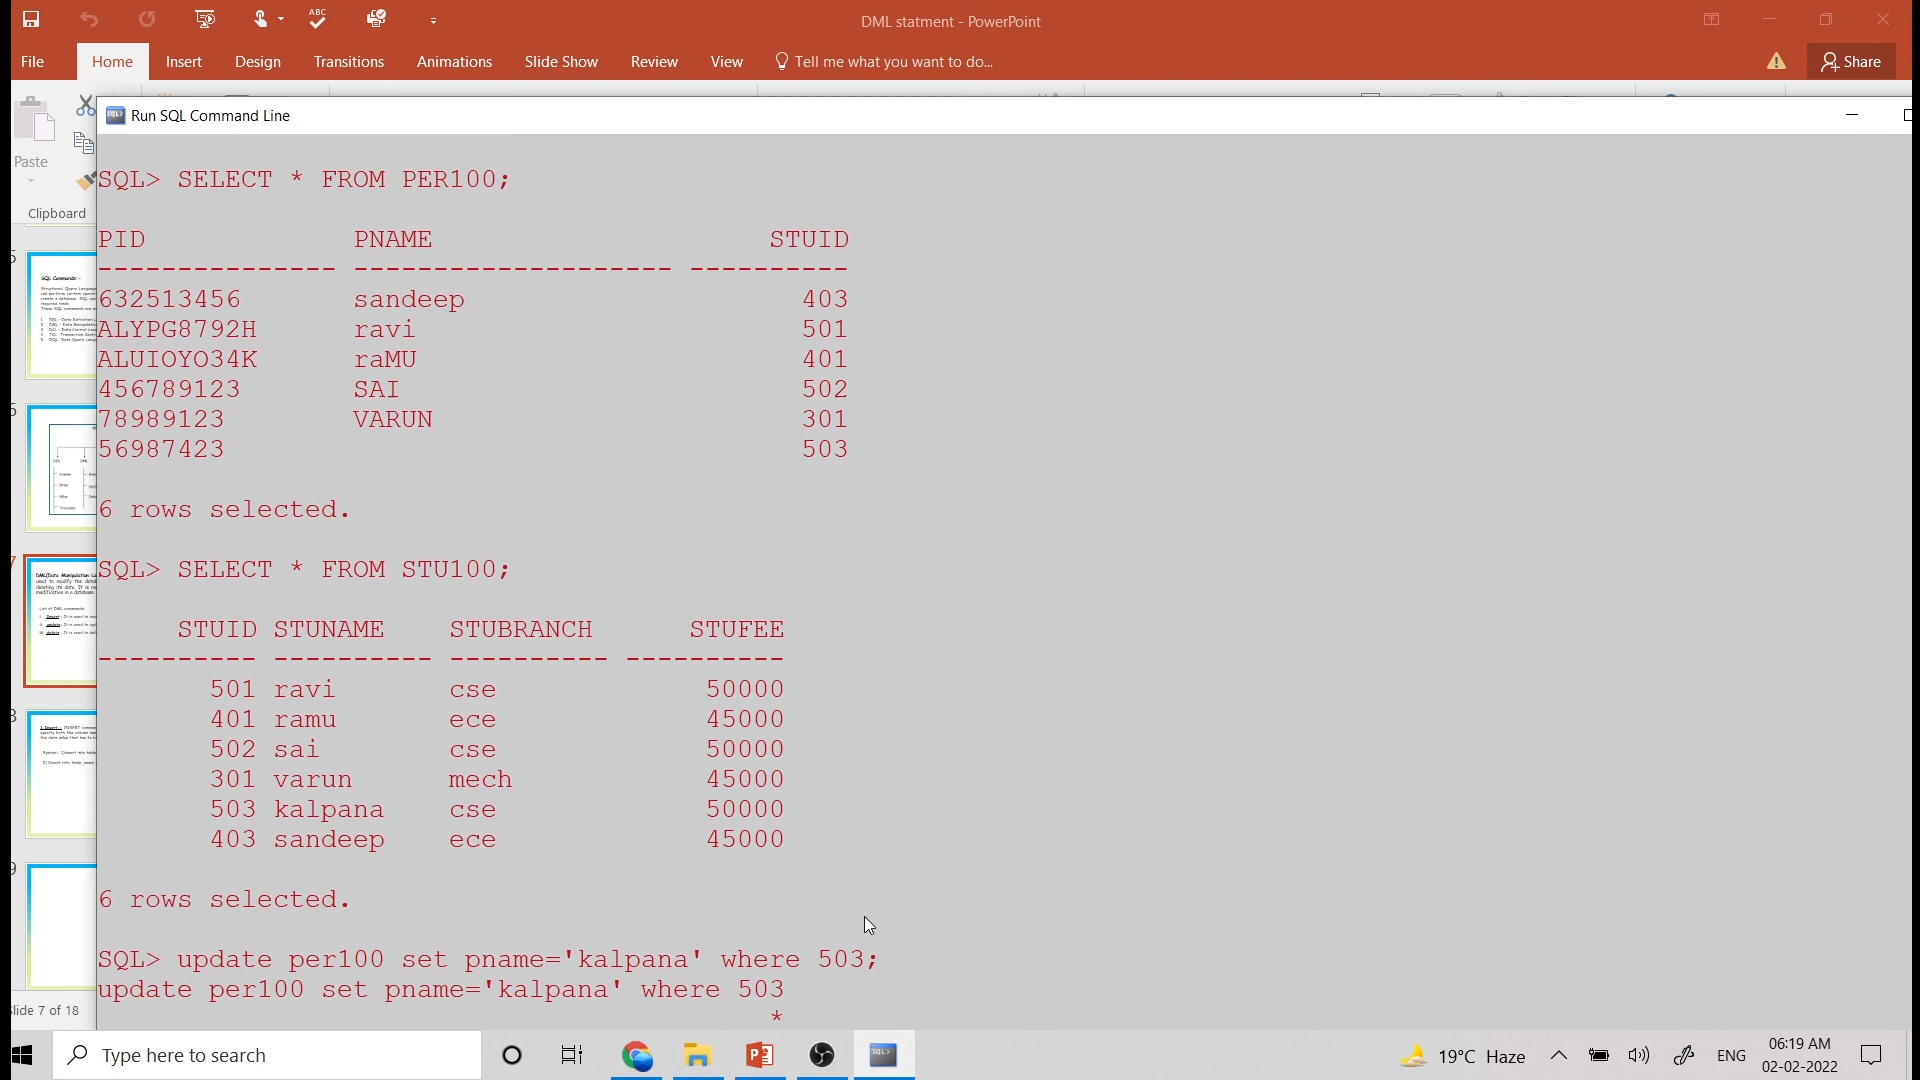 ABC
DML statment - PowerPoint
File Home Insert Design Transitions Animations Slide Show Review View Tell me what you want to do... Share
SQL> Run SQL Command Line
Paste
Clipboard
SQL> SELECT * FROM PER100;
PID PNAME STUID
---------------- -------------------- ----------
632513456 sandeep 403
ALYPG8792H ravi 501
ALUIOYO34K raMU 401
456789123 SAI 502
78989123 VARUN 301
56987423 503
6 rows selected.
SQL> SELECT * FROM STU100;
STUID STUNAME STUBRANCH STUFEE
---------- ---------- ---------- ----------
501 ravi cse 50000
401 ramu ece 45000
502 sai cse 50000
301 varun mech 45000
503 kalpana cse 50000
403 sandeep ece 45000
6 rows selected.
SQL> update per100 set pname='kalpana' where 503;
update per100 set pname='kalpana' where 503
*
SQL Commands:-
lide 7 of 18
Type here to search
SQL>
19°C Haze
ENG
06:19 AM
02-02-2022